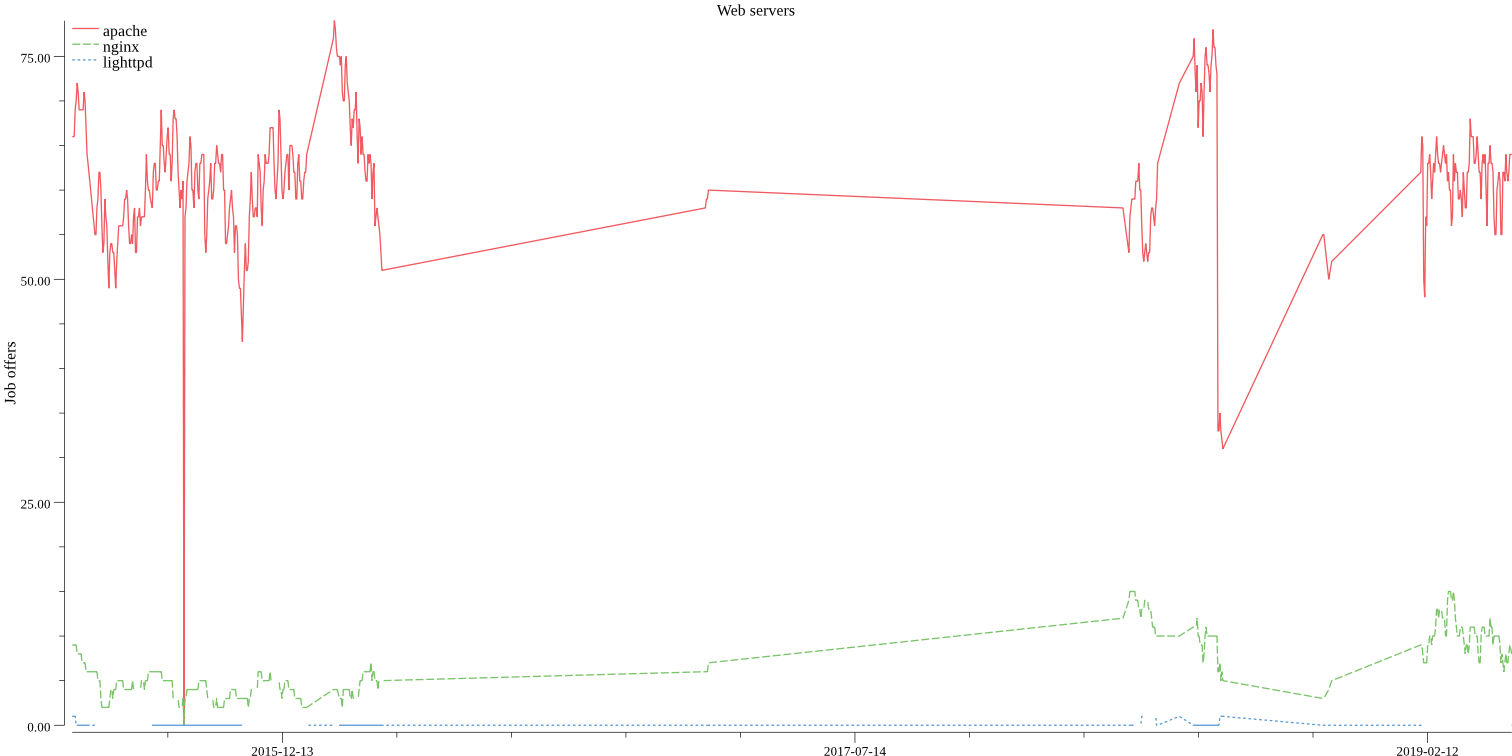 Web servers
apache
nginx
lighttpd
75.00
50.00
25.00
0.00
Job offers
2015-12-13
2017-07-14
2019-02-12